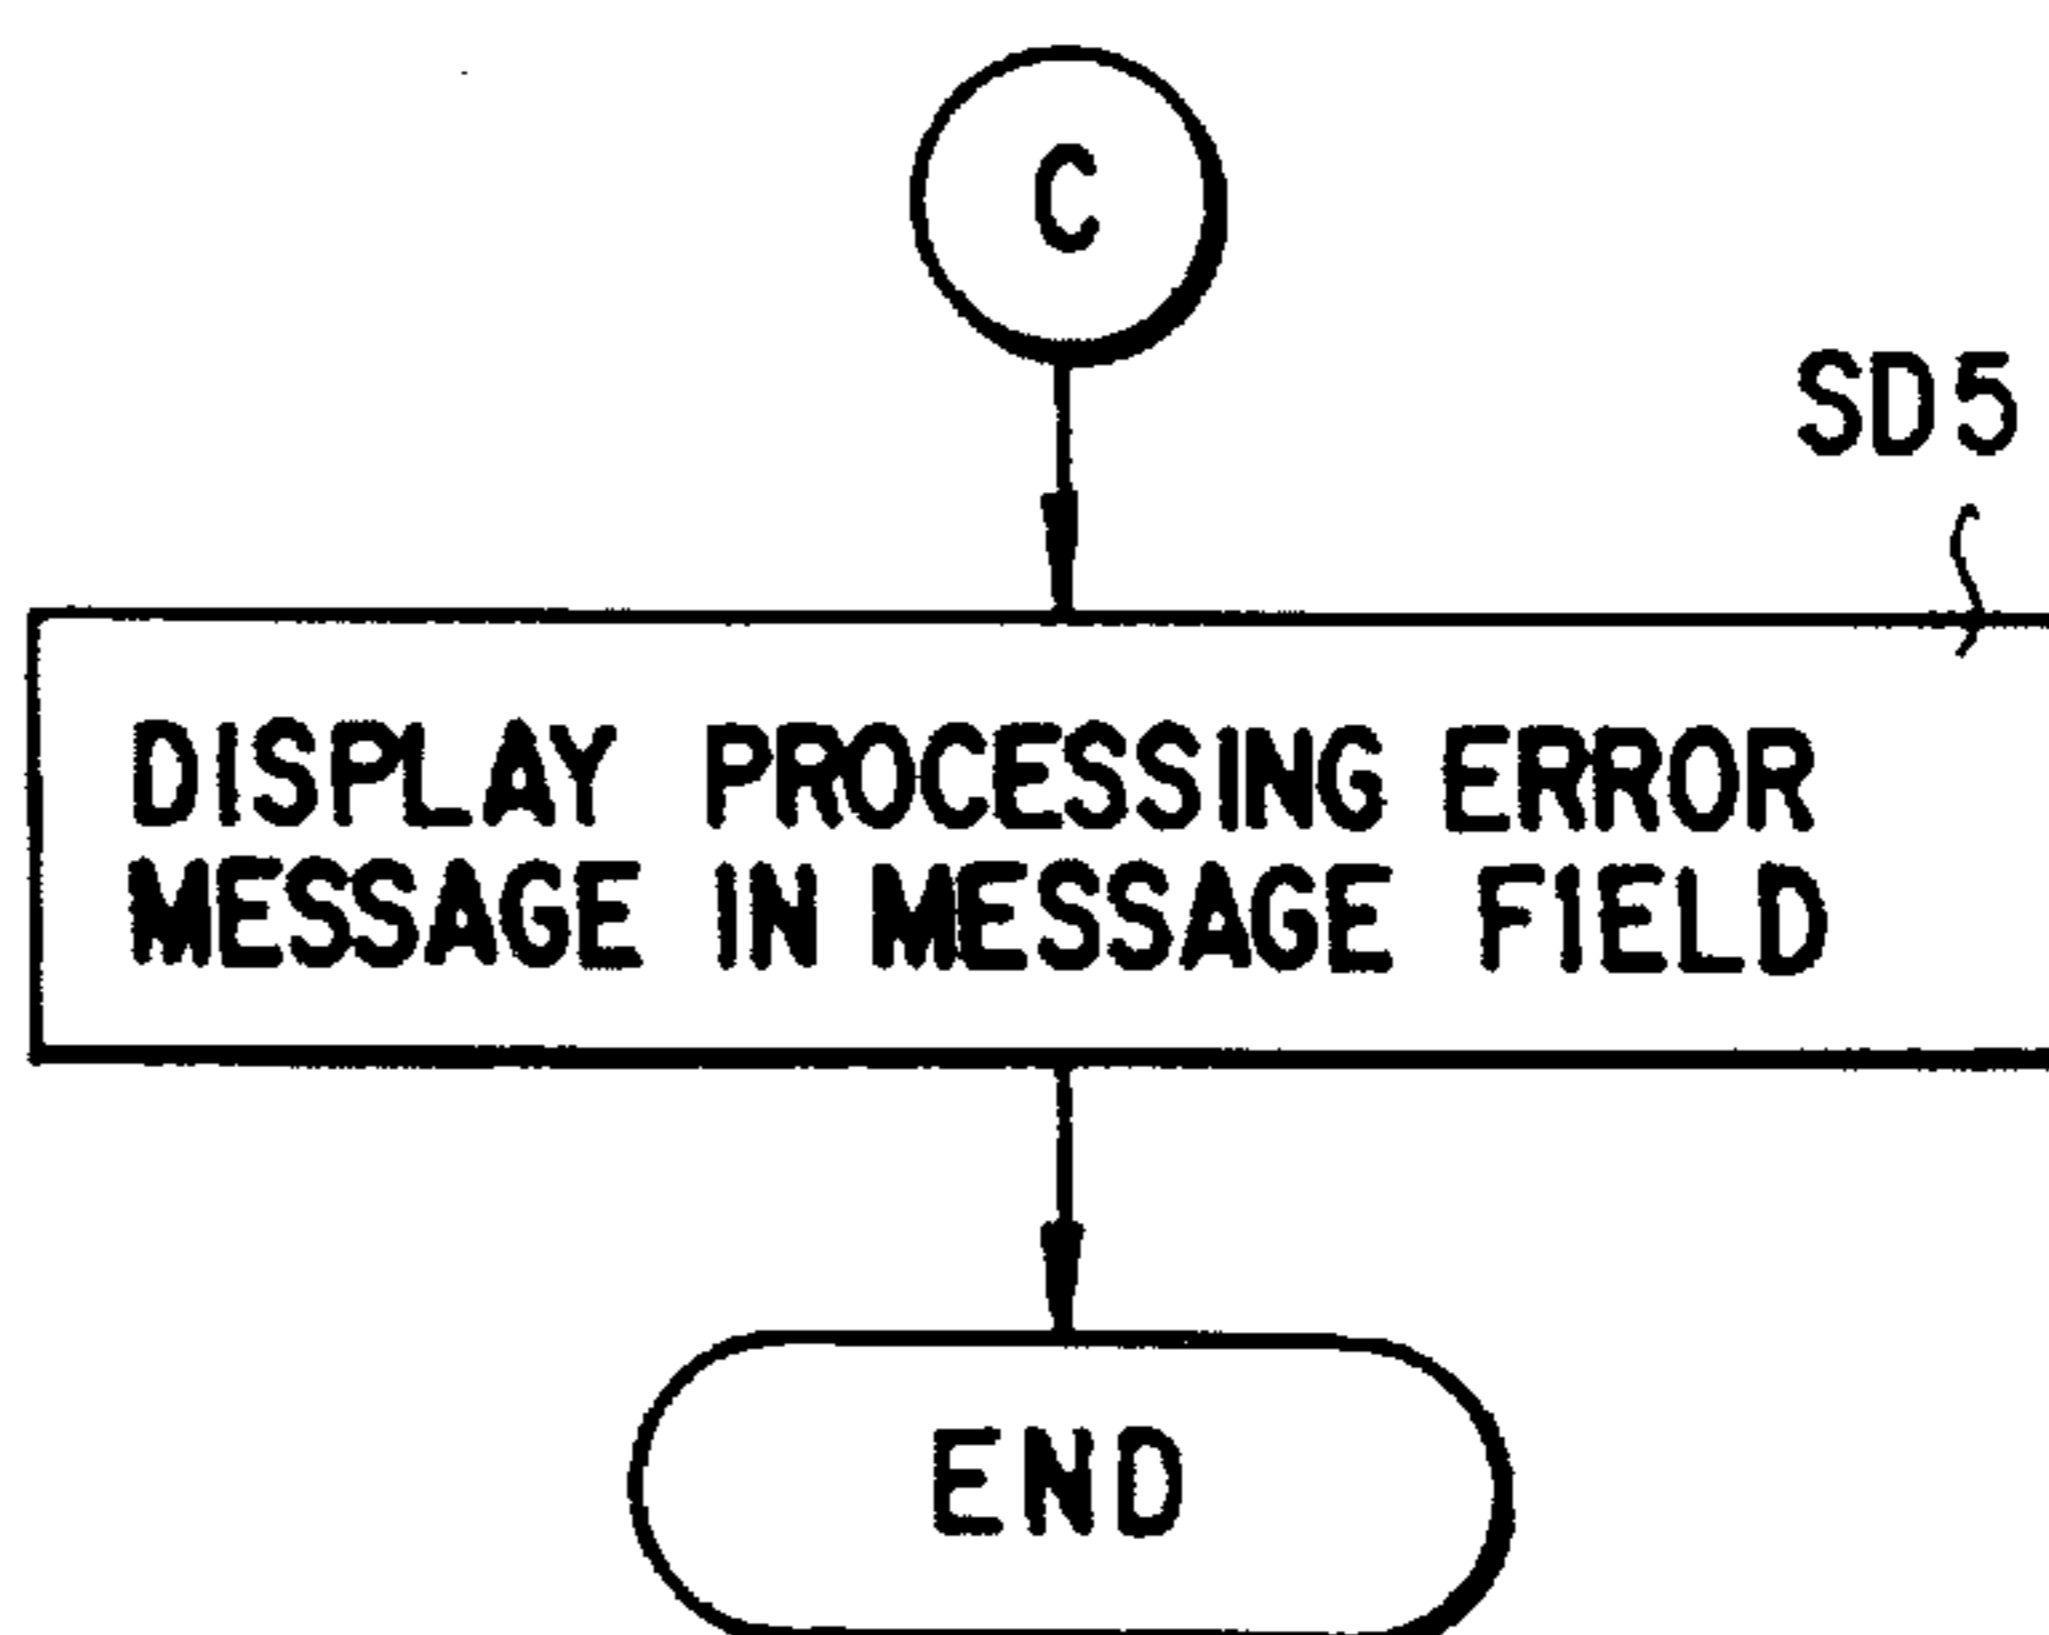 C
SD5
DISPLAY PROCESSING ERROR
MESSAGE IN MESSAGE FIELD
END